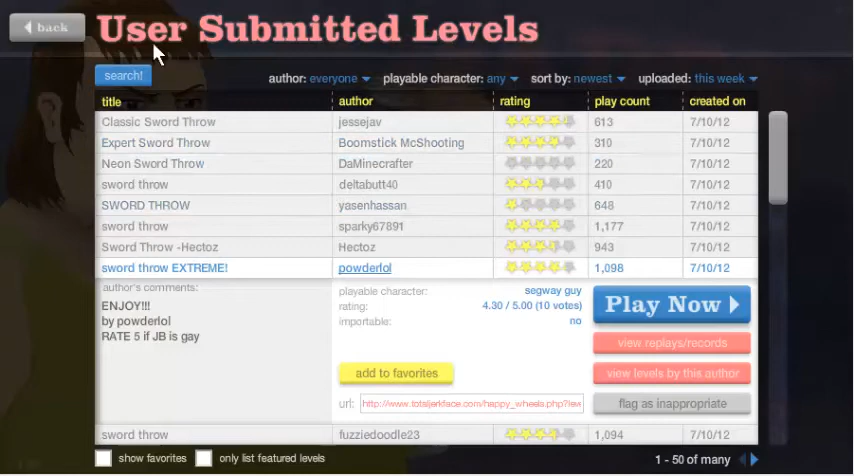 back
User Submitted Levels
search!
author: everyone playable character: any sort by: newest uploaded: this week
title author rating play count created on
Classic Sword Throw jessejav 613 7/10/12
Expert Sword Throw Boomstick McShooting 310 7/10/12
Neon Sword Throw DaMinecrafter 220 7/10/12
sword throw deltabutt40 410 7/10/12
SWORD THROW yasenhassan 648 7/10/12
sword throw sparky67891 1,177 7/10/12
Sword Throw -Hectoz Hectoz 943 7/10/12
sword throw EXTREME! powderlol 1,098 7/10/12
author's comments:
ENJOY!!!
by powderlol
RATE 5 if JB is gay
playable character: segway guy
rating: 4.30 / 5.00 (10 votes)
importable: no
add to favorites
url: http://www.totaljerkface.com/happy_wheels.php?lev
Play Now
view replays/records
view levels by this author
flag as inappropriate
sword throw fuzziedoodle23 1,094 7/10/12
show favorites only list featured levels 1 - 50 of many